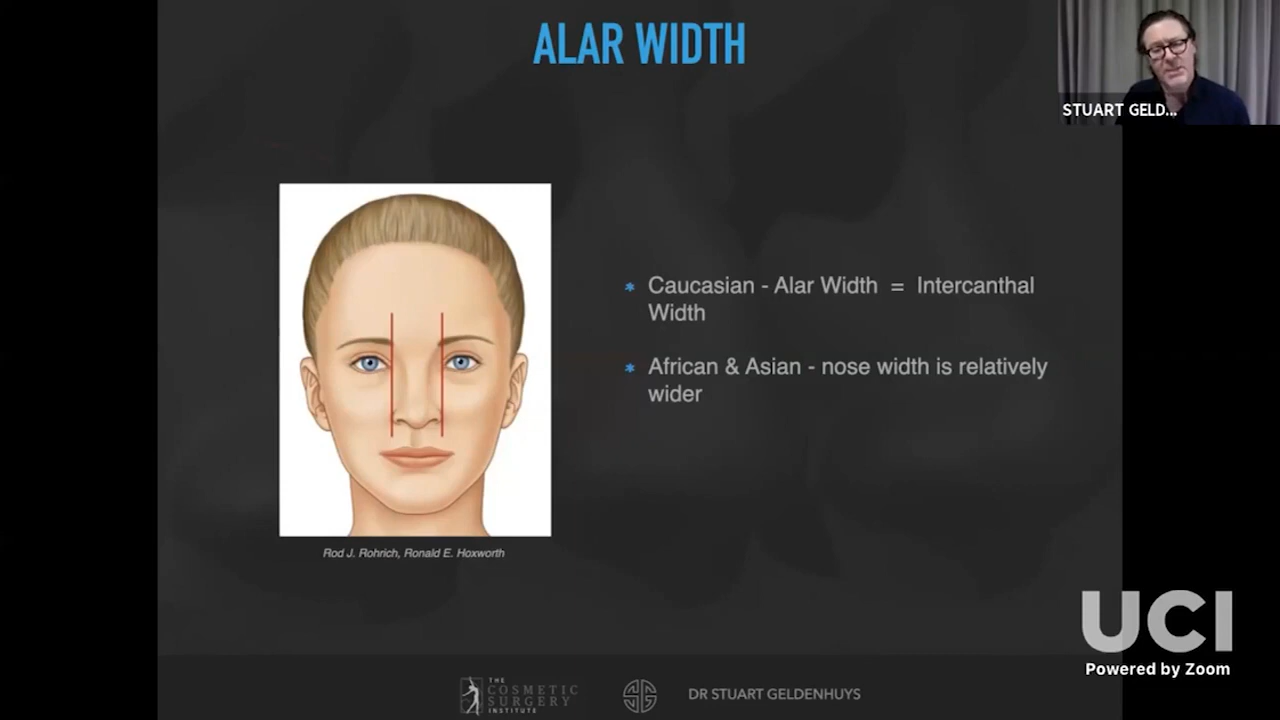 ALAR WIDTH
STUART GELD...
* Caucasian - Alar Width = Intercanthal
Width
* African & Asian - nose width is relatively
wider
Rod J. Rohrich, Ronald E. Hoxworth
UCI
Powered by Zoom
THE
COSMETIC
SURGERY
INSTITUTE
DR STUART GELDENHUYS